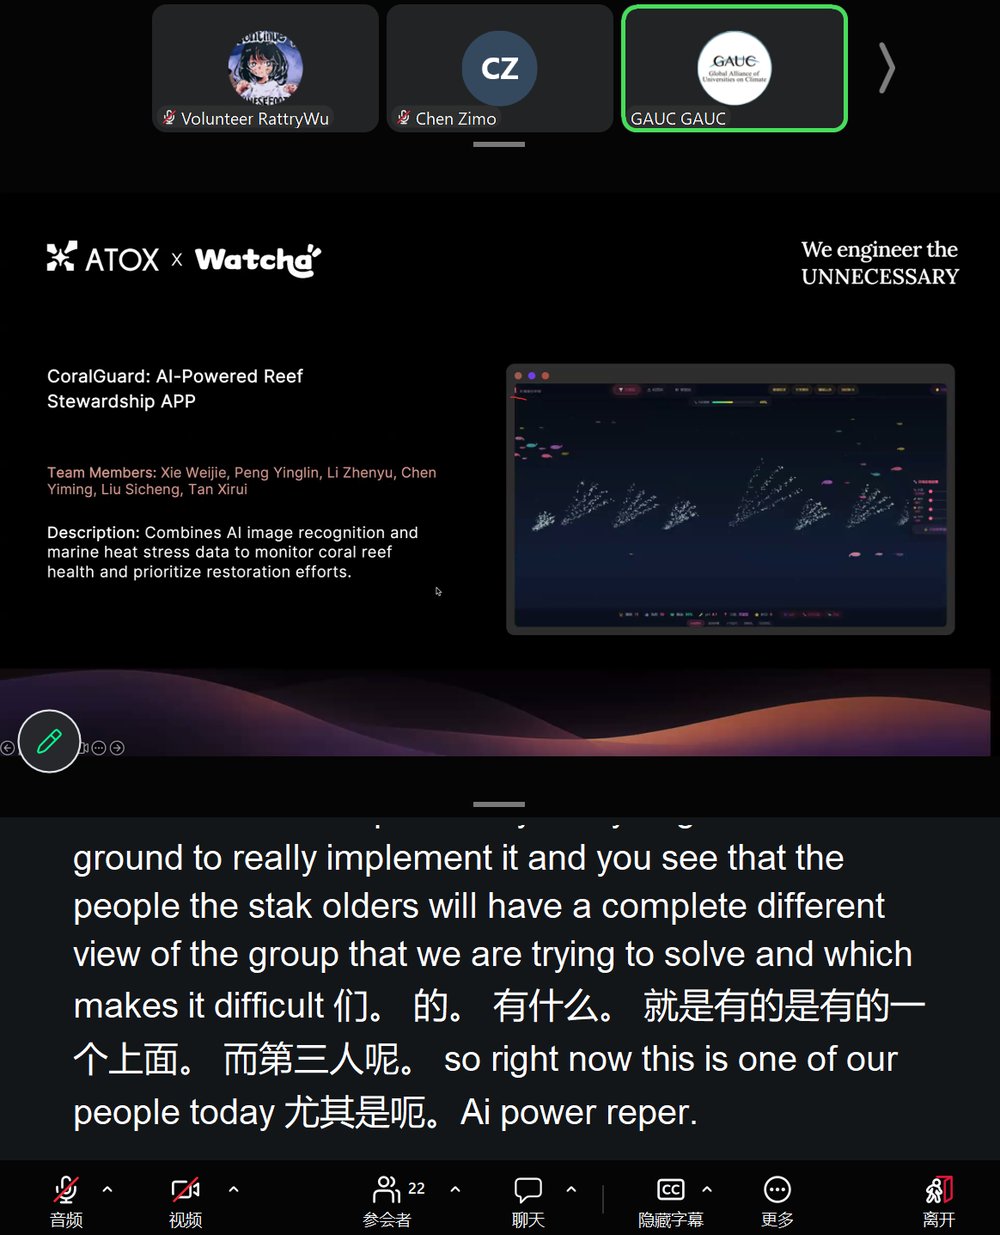 Volunteer RattryWu
CZ
Chen Zimo
GAUC
Global Alliance of
Universities on Climate
GAUC GAUC
ATOX x Watcha
We engineer the
UNNECESSARY
CoralGuard: AI-Powered Reef
Stewardship APP
Team Members: Xie Weijie, Peng Yinglin, Li Zhenyu, Chen
Yiming, Liu Sicheng, Tan Xirui
Description: Combines AI image recognition and
marine heat stress data to monitor coral reef
health and prioritize restoration efforts.
ground to really implement it and you see that the
people the stak olders will have a complete different
view of the group that we are trying to solve and which
makes it difficult 们。 的。 有什么。 就是有的是有的一
个上面。 而第三人呢。 so right now this is one of our
people today 尤其是呃。Ai power reper.
22
CC
音频
视频
参会者
聊天
隐藏字幕
更多
离开